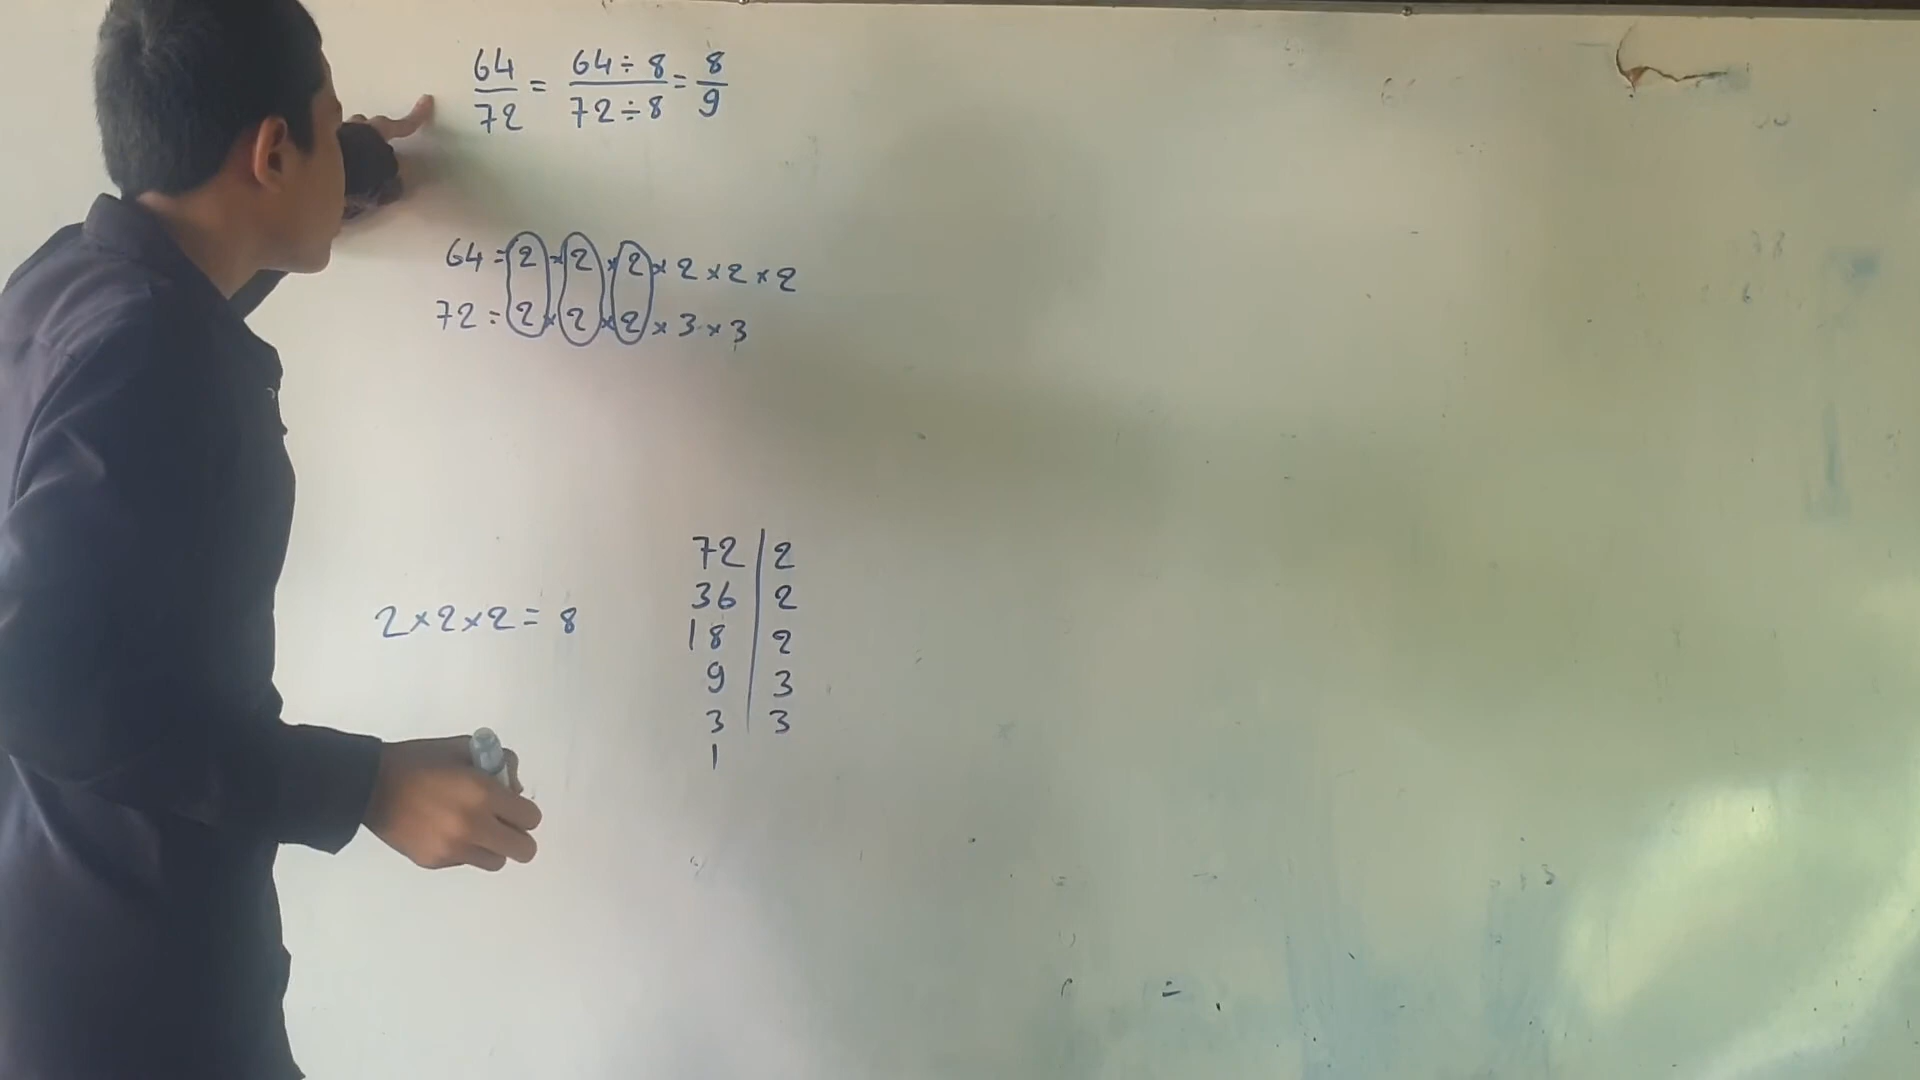 64/72 = 64÷8/72÷8 = 8/9
64 = 2 × 2 × 2 × 2 × 2 × 2
72 = 2 × 2 × 2 × 3 × 3
2 × 2 × 2 = 8
72 | 2
36 | 2
18 | 2
9 | 3
3 | 3
1